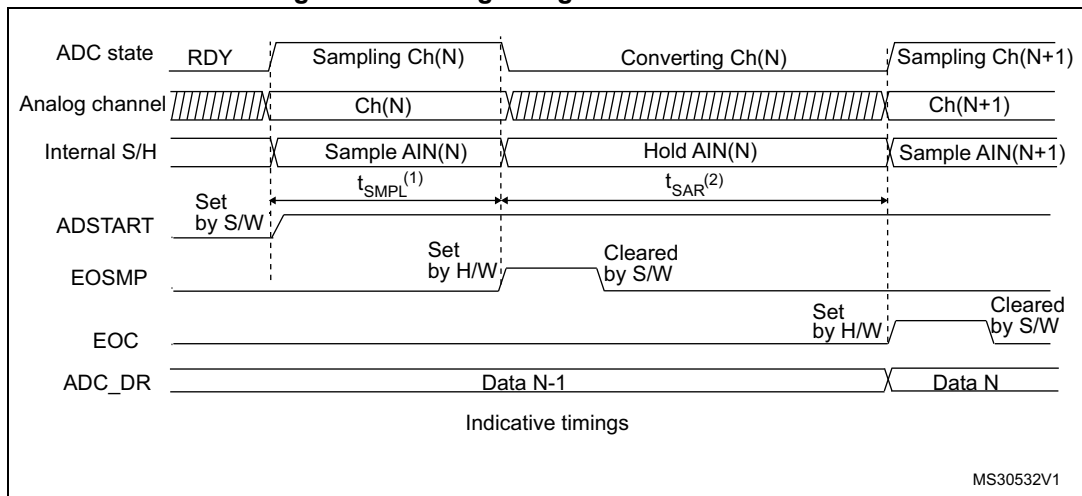 ADC state RDY Sampling Ch(N) Converting Ch(N) Sampling Ch(N+1)
Analog channel Ch(N) Ch(N+1)
Internal S/H Sample AIN(N) Hold AIN(N) Sample AIN(N+1)
tSMPL(1) tSAR(2)
Set
by S/W
ADSTART
Set
by H/W
Cleared
by S/W
EOSMP
Set
by H/W
Cleared
by S/W
EOC
ADC_DR Data N-1 Data N
Indicative timings
MS30532V1